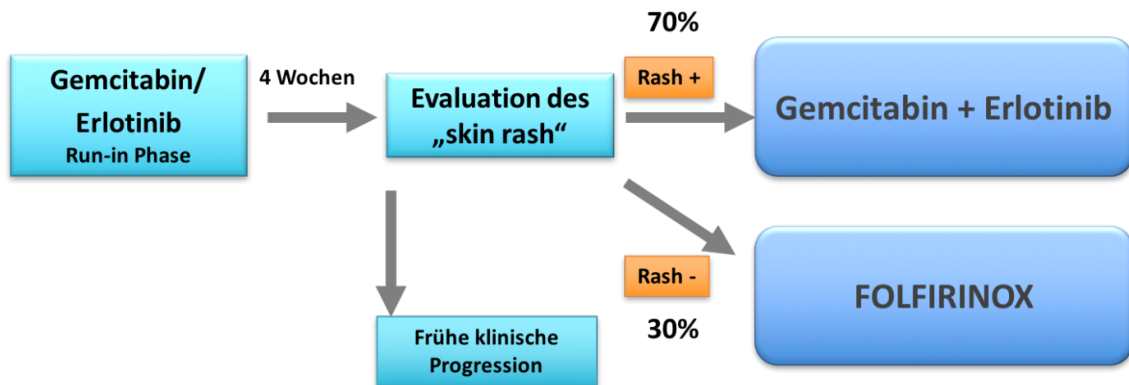 Gemcitabin/
Erlotinib
Run-in Phase
4 Wochen
Evaluation des
„skin rash“
70%
Rash +
Gemcitabin + Erlotinib
Rash -
30%
FOLFIRINOX
Frühe klinische
Progression